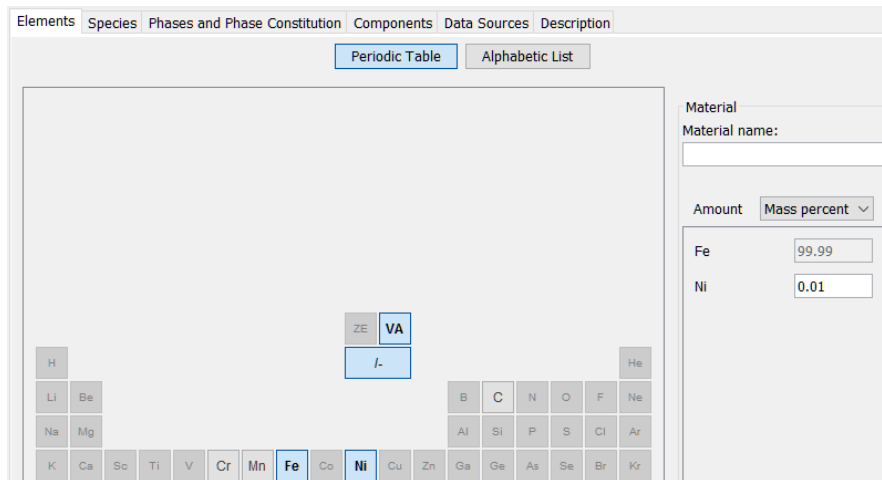 Elements Species Phases and Phase Constitution Components Data Sources Description
Periodic Table Alphabetic List
Material
Material name:
Amount Mass percent
Fe 99.99
Ni 0.01
ZE VA
H /- He
Li Be B C N O F Ne
Na Mg Al Si P S Cl Ar
K Ca Sc Ti V Cr Mn Fe Co Ni Cu Zn Ga Ge As Se Br Kr